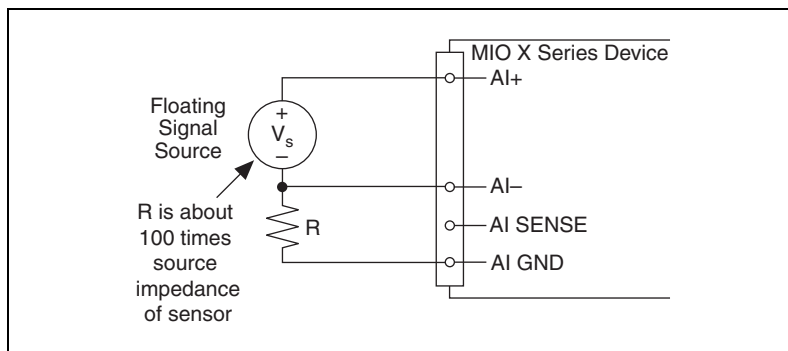 MIO X Series Device
AI+
Floating
Signal
Source
+
Vs
–
AI–
R is about
100 times
source
impedance
of sensor
R
AI SENSE
AI GND